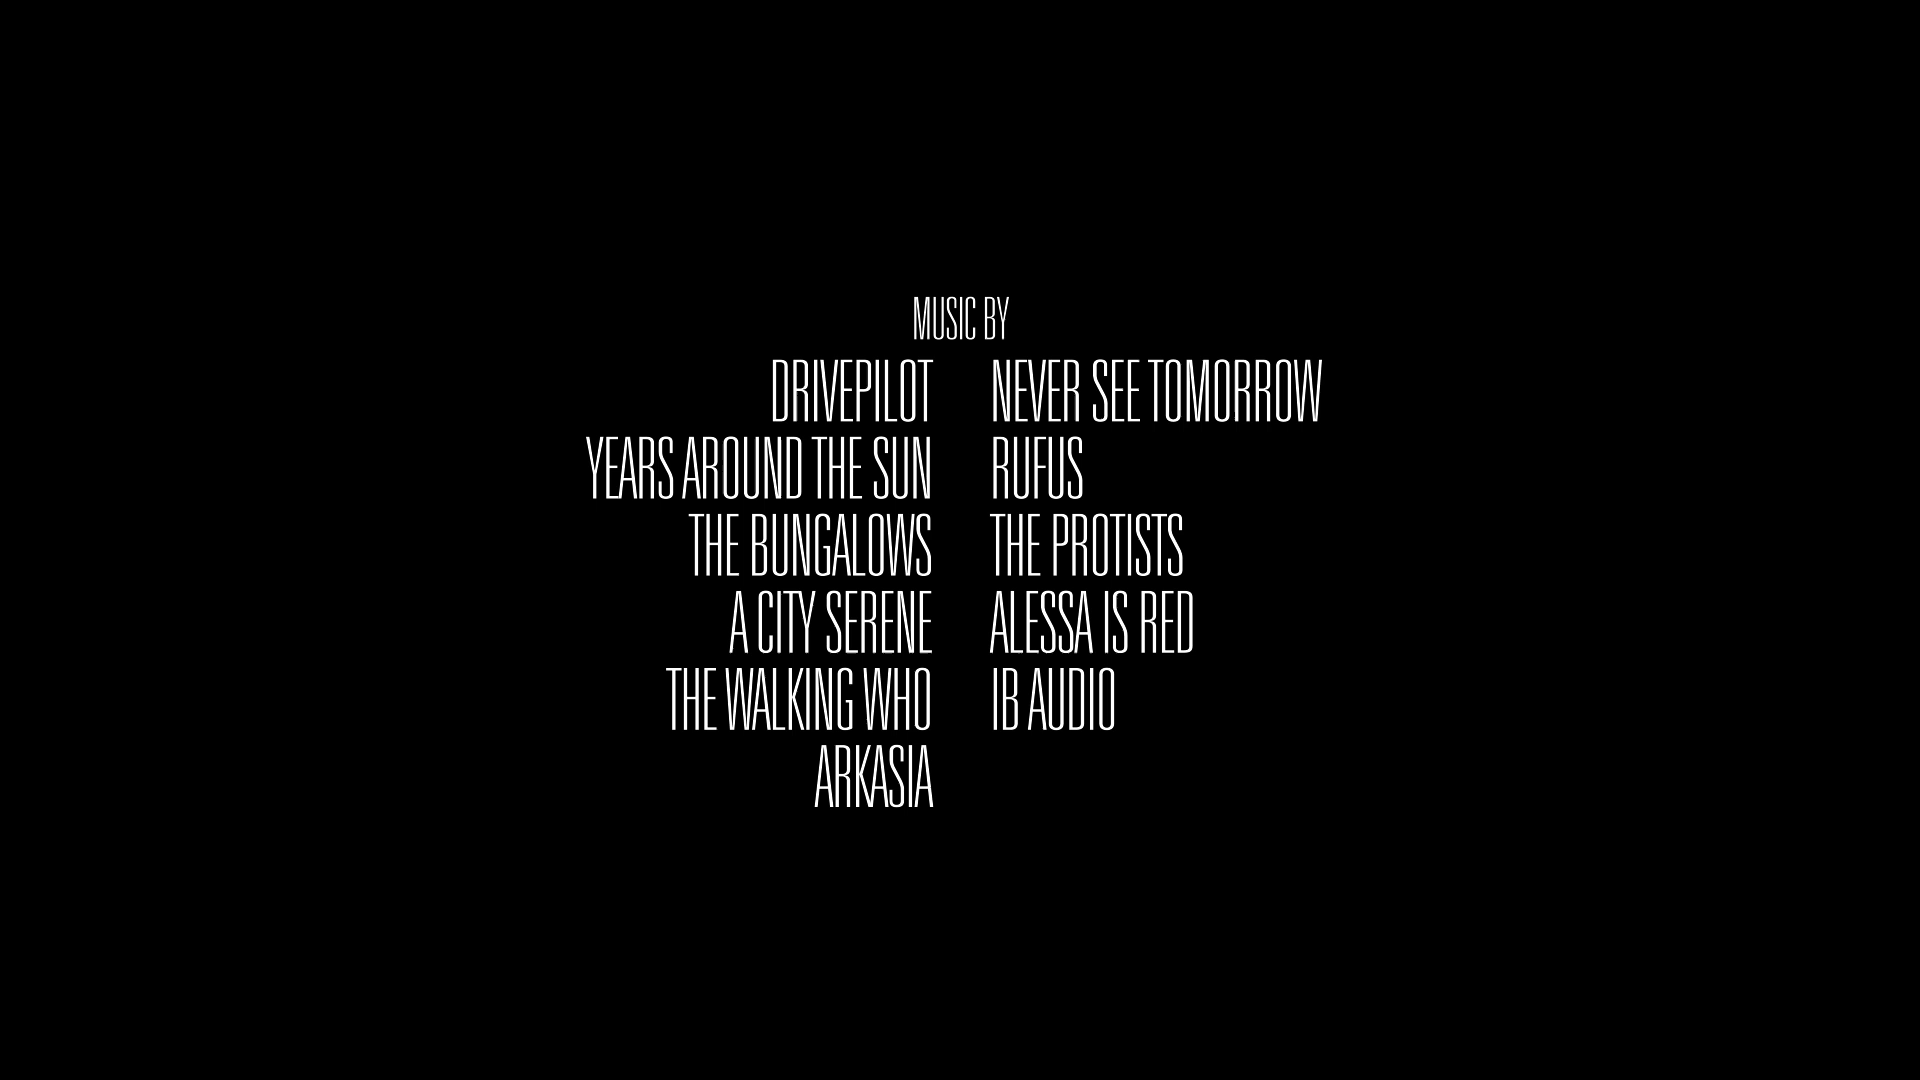 MUSIC BY
DRIVEPILOT
YEARS AROUND THE SUN
THE BUNGALOWS
A CITY SERENE
THE WALKING WHO
ARKASIA
NEVER SEE TOMORROW
RUFUS
THE PROTISTS
ALESSA IS RED
IB AUDIO